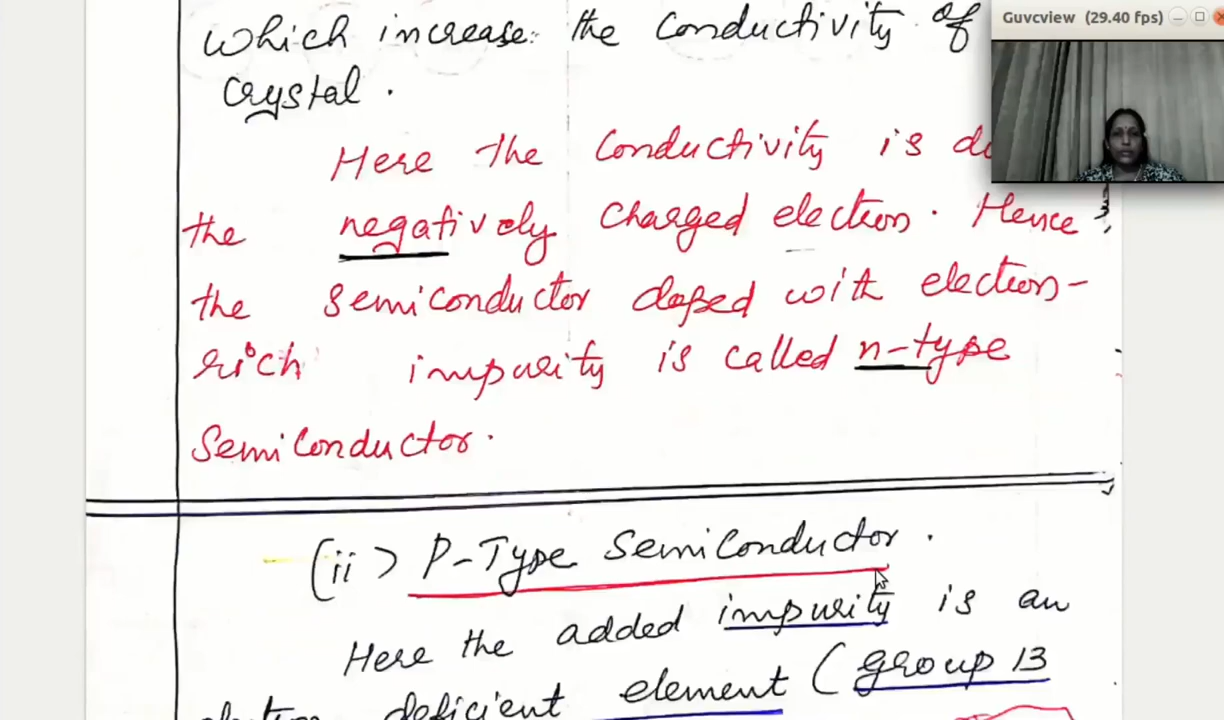 Guvcview (29.40 fps)
which increase: the conductivity of
crystal.
Here the conductivity is
the negatively charged electron. Hence,
the semiconductor doped with electron-
rich impurity is called n-type
semiconductor.
(ii) P-Type Semiconductor.
Here the added impurity is an
deficient element (group 13